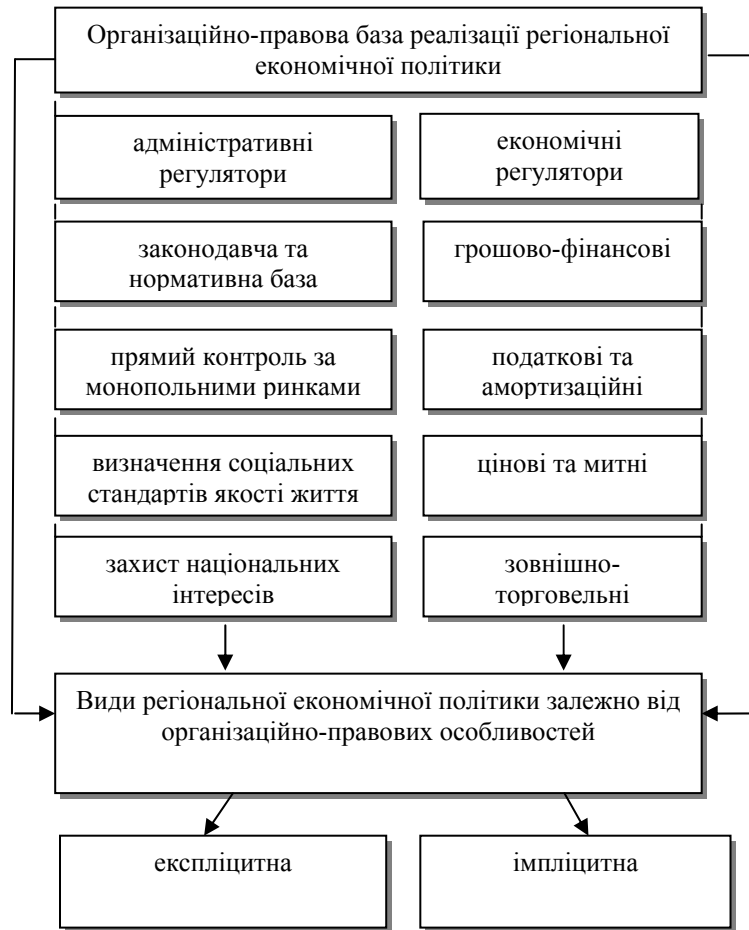 Організаційно-правова база реалізації регіональної
економічної політики
адміністративні
регулятори
економічні
регулятори
законодавча та
нормативна база
грошово-фінансові
прямий контроль за
монопольними ринками
податкові та
амортизаційні
визначення соціальних
стандартів якості життя
цінові та митні
захист національних
інтересів
зовнішно-
торговельні
Види регіональної економічної політики залежно від
організаційно-правових особливостей
експліцитна
імпліцитна